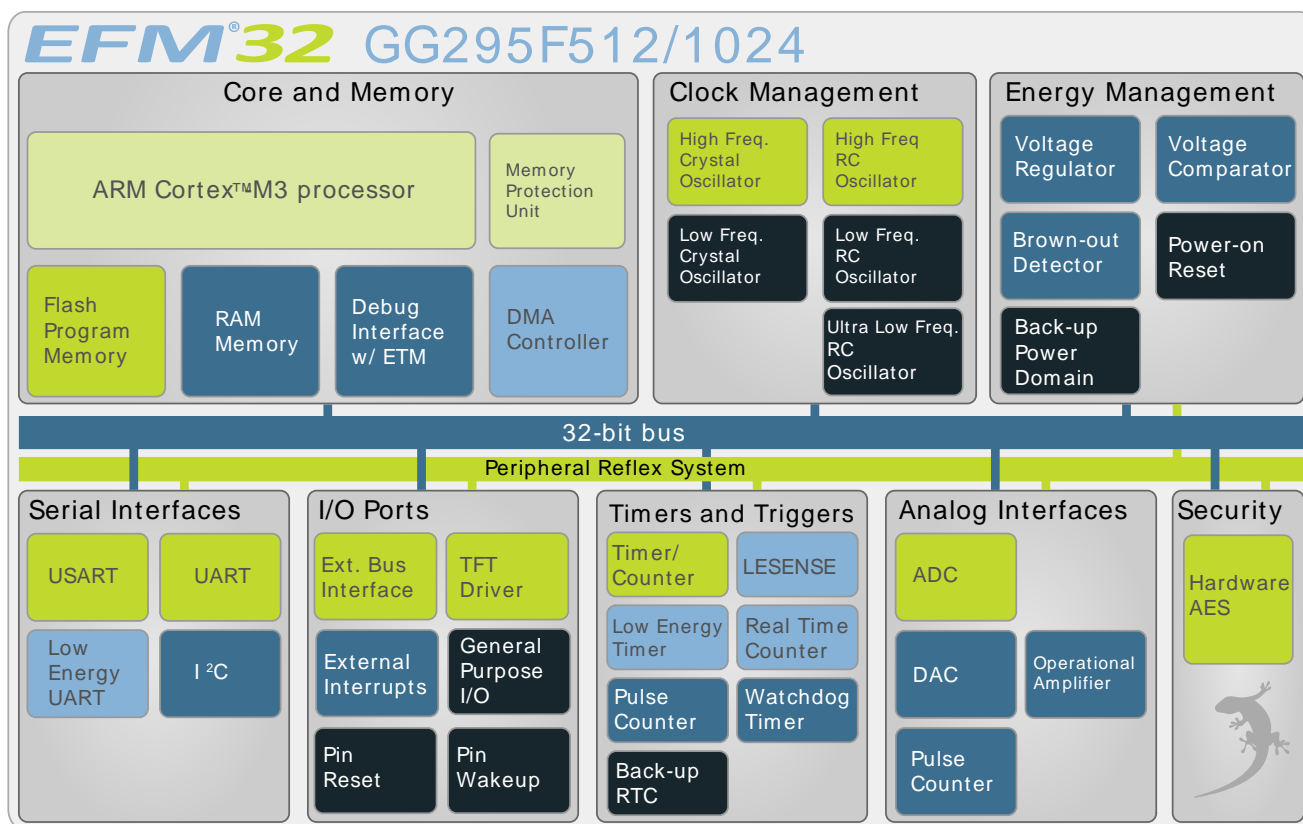 EFM®32 GG295F512/1024
Core and Memory
ARM Cortex™M3 processor
Memory
Protection
Unit
Flash
Program
Memory
RAM
Memory
Debug
Interface
w/ ETM
DMA
Controller
Clock Management
High Freq.
Crystal
Oscillator
High Freq
RC
Oscillator
Low Freq.
Crystal
Oscillator
Low Freq.
RC
Oscillator
Ultra Low Freq.
RC
Oscillator
Energy Management
Voltage
Regulator
Voltage
Comparator
Brown-out
Detector
Power-on
Reset
Back-up
Power
Domain
32-bit bus
Peripheral Reflex System
Serial Interfaces
USART
UART
Low
Energy
UART
I²C
I/O Ports
Ext. Bus
Interface
TFT
Driver
External
Interrupts
General
Purpose
I/O
Pin
Reset
Pin
Wakeup
Timers and Triggers
Timer/
Counter
LESENSE
Low Energy
Timer
Real Time
Counter
Pulse
Counter
Watchdog
Timer
Back-up
RTC
Analog Interfaces
ADC
DAC
Operational
Amplifier
Pulse
Counter
Security
Hardware
AES